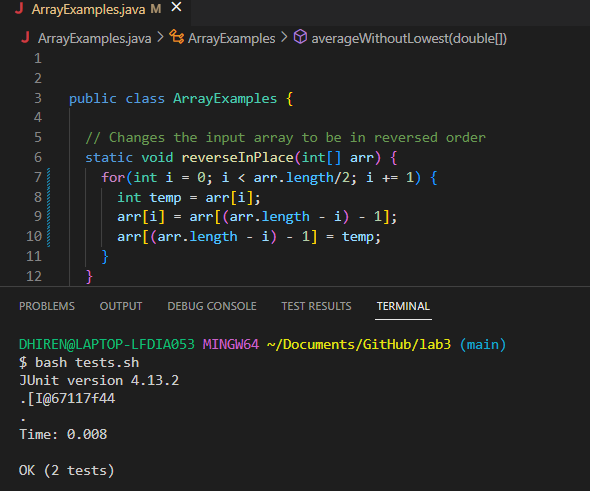 ArrayExamples.java M
ArrayExamples.java > ArrayExamples > averageWithoutLowest(double[])
1
2
3 public class ArrayExamples {
4
5 // Changes the input array to be in reversed order
6 static void reverseInPlace(int[] arr) {
7 for(int i = 0; i < arr.length/2; i += 1) {
8 int temp = arr[i];
9 arr[i] = arr[(arr.length - i) - 1];
10 arr[(arr.length - i) - 1] = temp;
11 }
12 }
PROBLEMS OUTPUT DEBUG CONSOLE TEST RESULTS TERMINAL
DHIREN@LAPTOP-LFDIA053 MINGW64 ~/Documents/GitHub/lab3 (main)
$ bash tests.sh
JUnit version 4.13.2
.[I@67117f44
.
Time: 0.008
OK (2 tests)